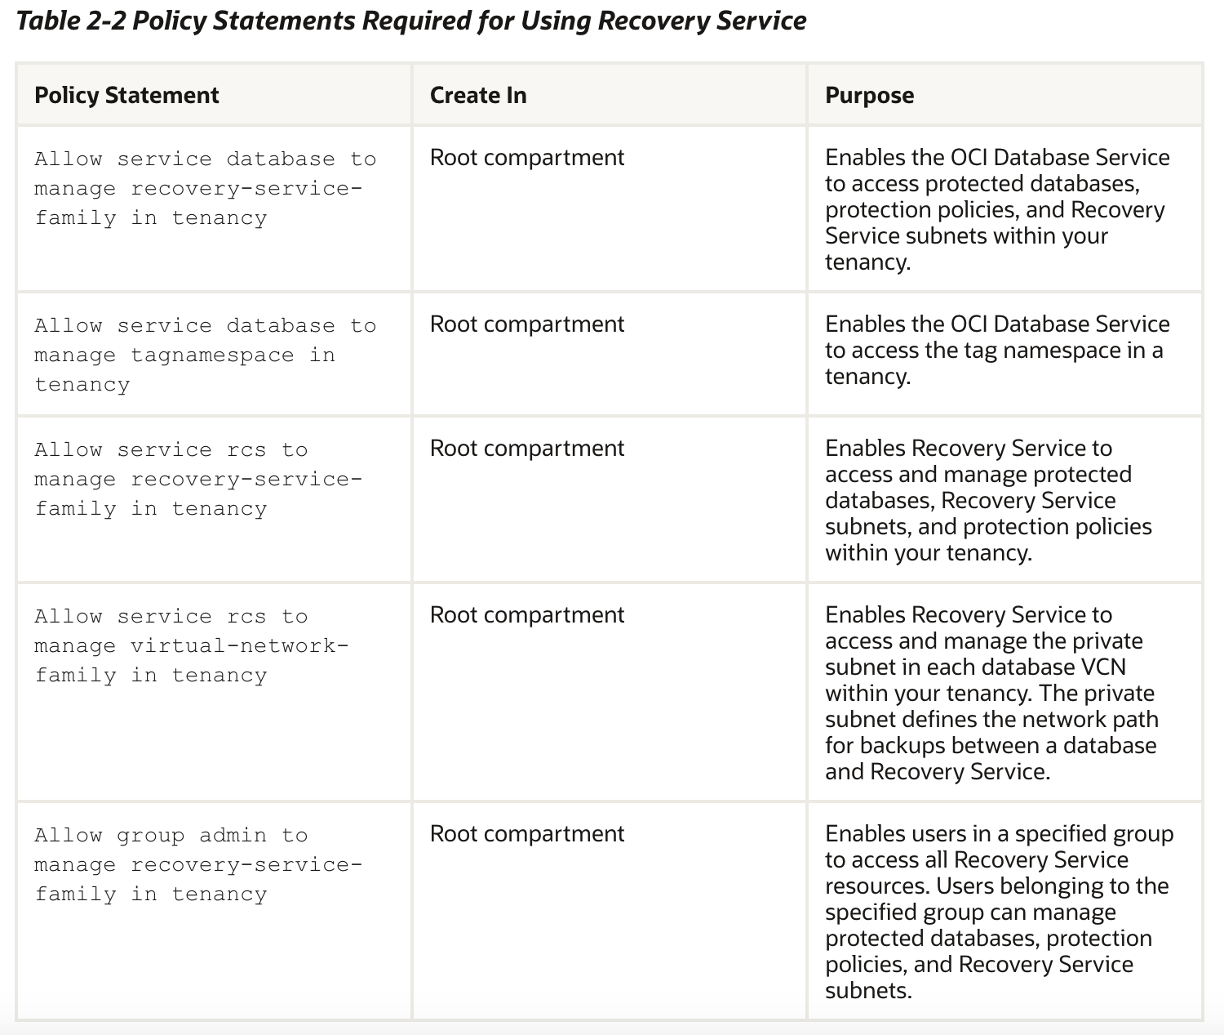 Table 2-2 Policy Statements Required for Using Recovery Service
Policy Statement
Create In
Purpose
Allow service database to
manage recovery-service-
family in tenancy
Root compartment
Enables the OCI Database Service
to access protected databases,
protection policies, and Recovery
Service subnets within your
tenancy.
Allow service database to
manage tagnamespace in
tenancy
Root compartment
Enables the OCI Database Service
to access the tag namespace in a
tenancy.
Allow service rcs to
manage recovery-service-
family in tenancy
Root compartment
Enables Recovery Service to
access and manage protected
databases, Recovery Service
subnets, and protection policies
within your tenancy.
Allow service rcs to
manage virtual-network-
family in tenancy
Root compartment
Enables Recovery Service to
access and manage the private
subnet in each database VCN
within your tenancy. The private
subnet defines the network path
for backups between a database
and Recovery Service.
Allow group admin to
manage recovery-service-
family in tenancy
Root compartment
Enables users in a specified group
to access all Recovery Service
resources. Users belonging to the
specified group can manage
protected databases, protection
policies, and Recovery Service
subnets.